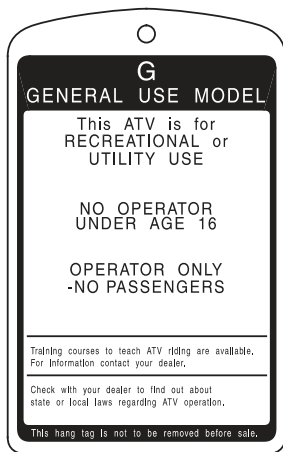 G
GENERAL USE MODEL
This ATV is for
RECREATIONAL or
UTILITY USE
NO OPERATOR
UNDER AGE 16
OPERATOR ONLY
-NO PASSENGERS
Training courses to teach ATV riding are available.
For information contact your dealer.
Check with your dealer to find out about
state or local laws regarding ATV operation.
This hang tag is not to be removed before sale.